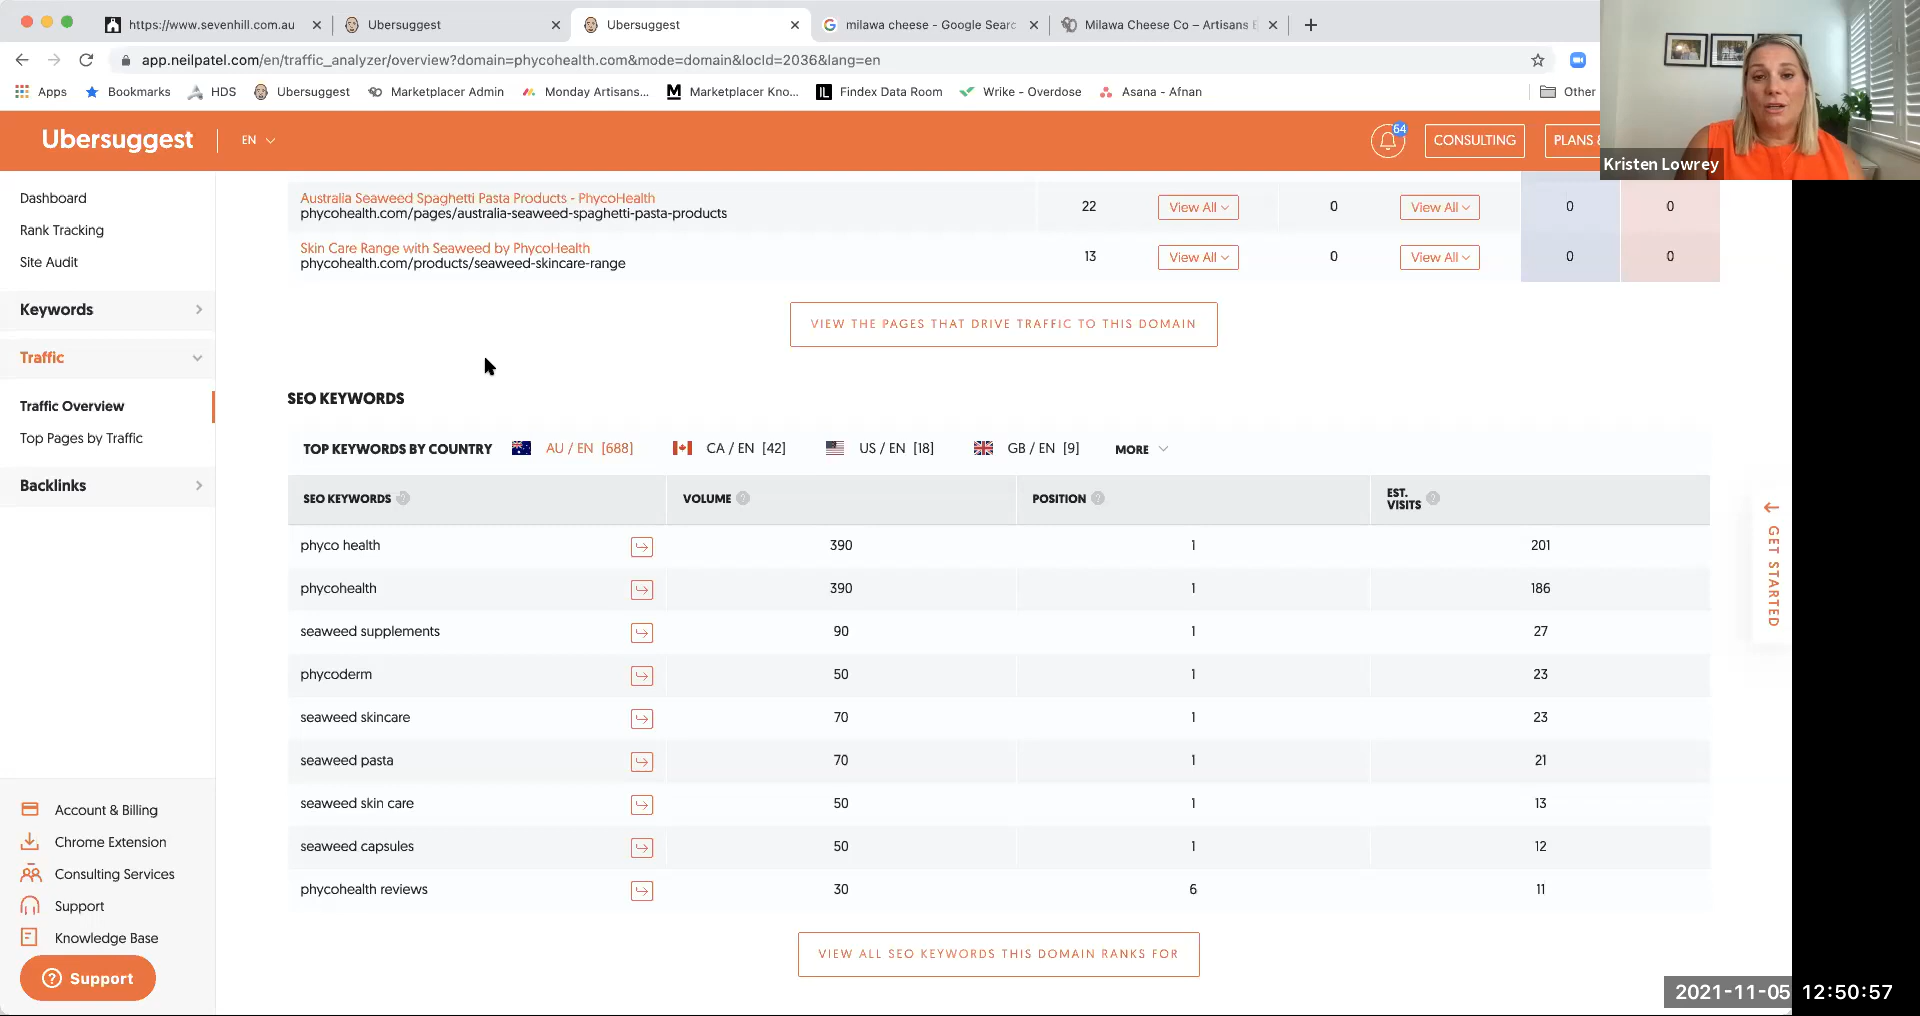 https://www.sevenhill.com.au
Ubersuggest
Ubersuggest
milawa cheese - Google Searc
Milawa Cheese Co – Artisans E
app.neilpatel.com/en/traffic_analyzer/overview?domain=phycohealth.com&mode=domain&locId=2036&lang=en
Apps
Bookmarks
HDS
Ubersuggest
Marketplacer Admin
Monday Artisans...
Marketplacer Kno...
Findex Data Room
Wrike - Overdose
Asana - Afnan
Other
Ubersuggest
EN
64
CONSULTING
PLANS &
Kristen Lowrey
Dashboard
Rank Tracking
Site Audit
Keywords
Traffic
Traffic Overview
Top Pages by Traffic
Backlinks
Account & Billing
Chrome Extension
Consulting Services
Support
Knowledge Base
Support
Australia Seaweed Spaghetti Pasta Products - PhycoHealth
phycohealth.com/pages/australia-seaweed-spaghetti-pasta-products
22 View All 0 View All 0 0
Skin Care Range with Seaweed by PhycoHealth
phycohealth.com/products/seaweed-skincare-range
13 View All 0 View All 0 0
VIEW THE PAGES THAT DRIVE TRAFFIC TO THIS DOMAIN
SEO KEYWORDS
TOP KEYWORDS BY COUNTRY AU / EN [688] CA / EN [42] US / EN [18] GB / EN [9] MORE
SEO KEYWORDS VOLUME POSITION EST. VISITS
phyco health 390 1 201
phycohealth 390 1 186
seaweed supplements 90 1 27
phycoderm 50 1 23
seaweed skincare 70 1 23
seaweed pasta 70 1 21
seaweed skin care 50 1 13
seaweed capsules 50 1 12
phycohealth reviews 30 6 11
VIEW ALL SEO KEYWORDS THIS DOMAIN RANKS FOR
GET STARTED
2021-11-05 12:50:57